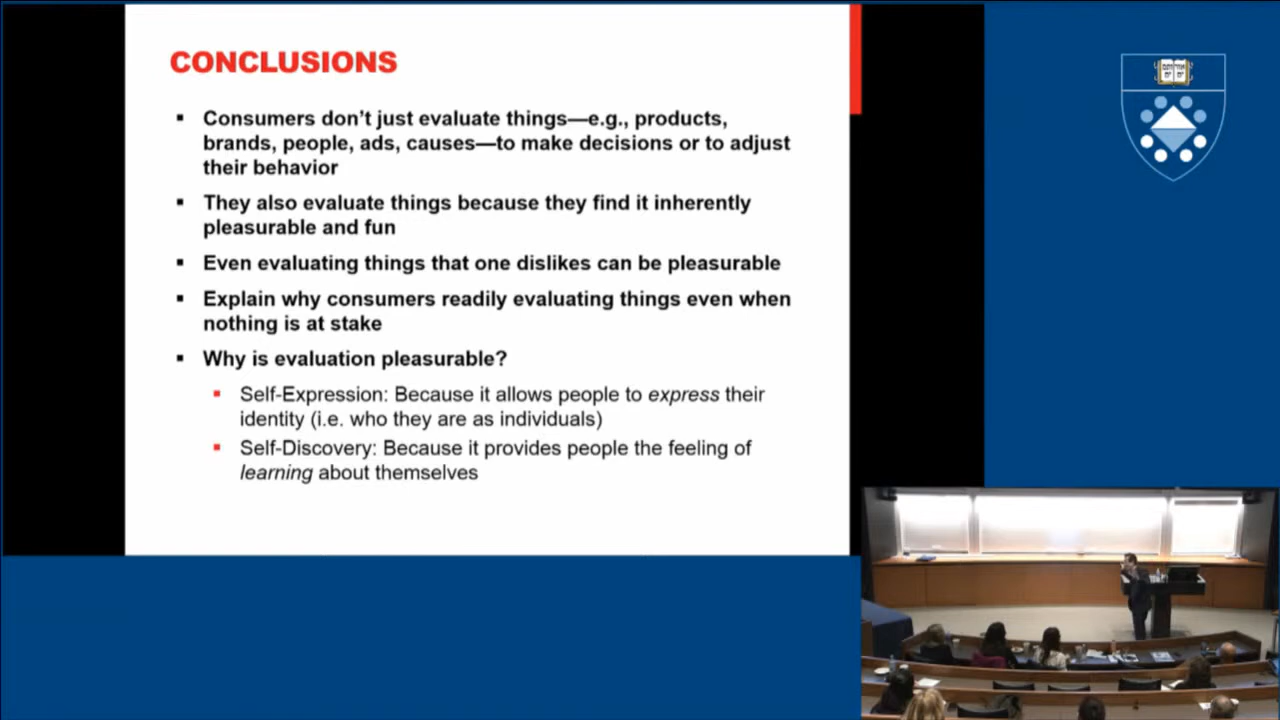 CONCLUSIONS
▪ Consumers don’t just evaluate things—e.g., products,
brands, people, ads, causes—to make decisions or to adjust
their behavior
▪ They also evaluate things because they find it inherently
pleasurable and fun
▪ Even evaluating things that one dislikes can be pleasurable
▪ Explain why consumers readily evaluating things even when
nothing is at stake
▪ Why is evaluation pleasurable?
▪ Self-Expression: Because it allows people to express their
identity (i.e. who they are as individuals)
▪ Self-Discovery: Because it provides people the feeling of
learning about themselves